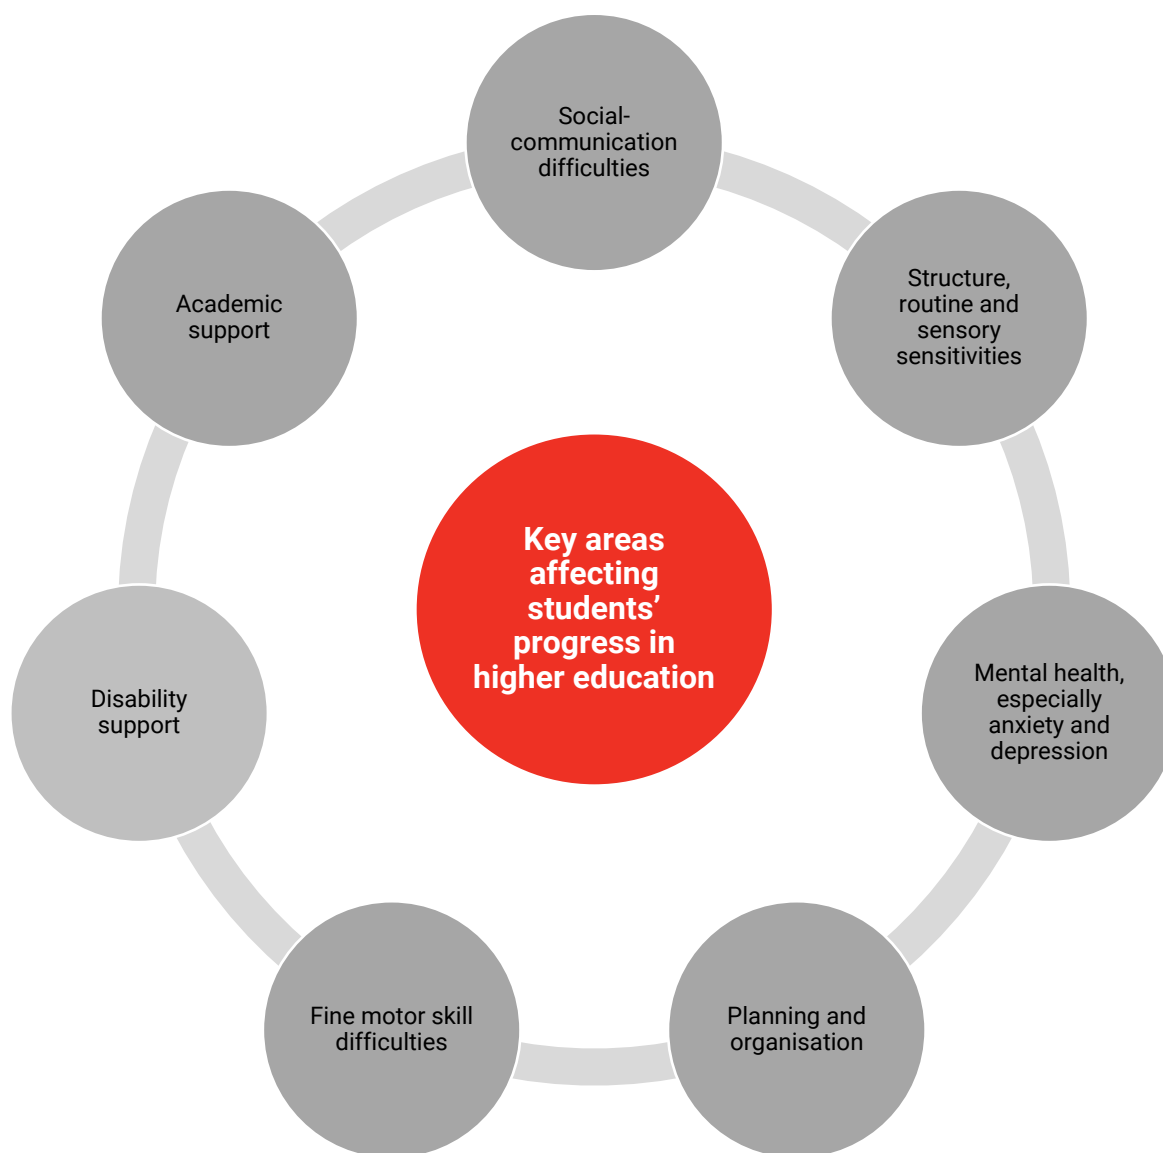 Social-
communication
difficulties
Structure,
routine and
sensory
sensitivities
Mental health,
especially
anxiety and
depression
Planning and
organisation
Fine motor skill
difficulties
Disability
support
Academic
support
Key areas
affecting
students’
progress in
higher education